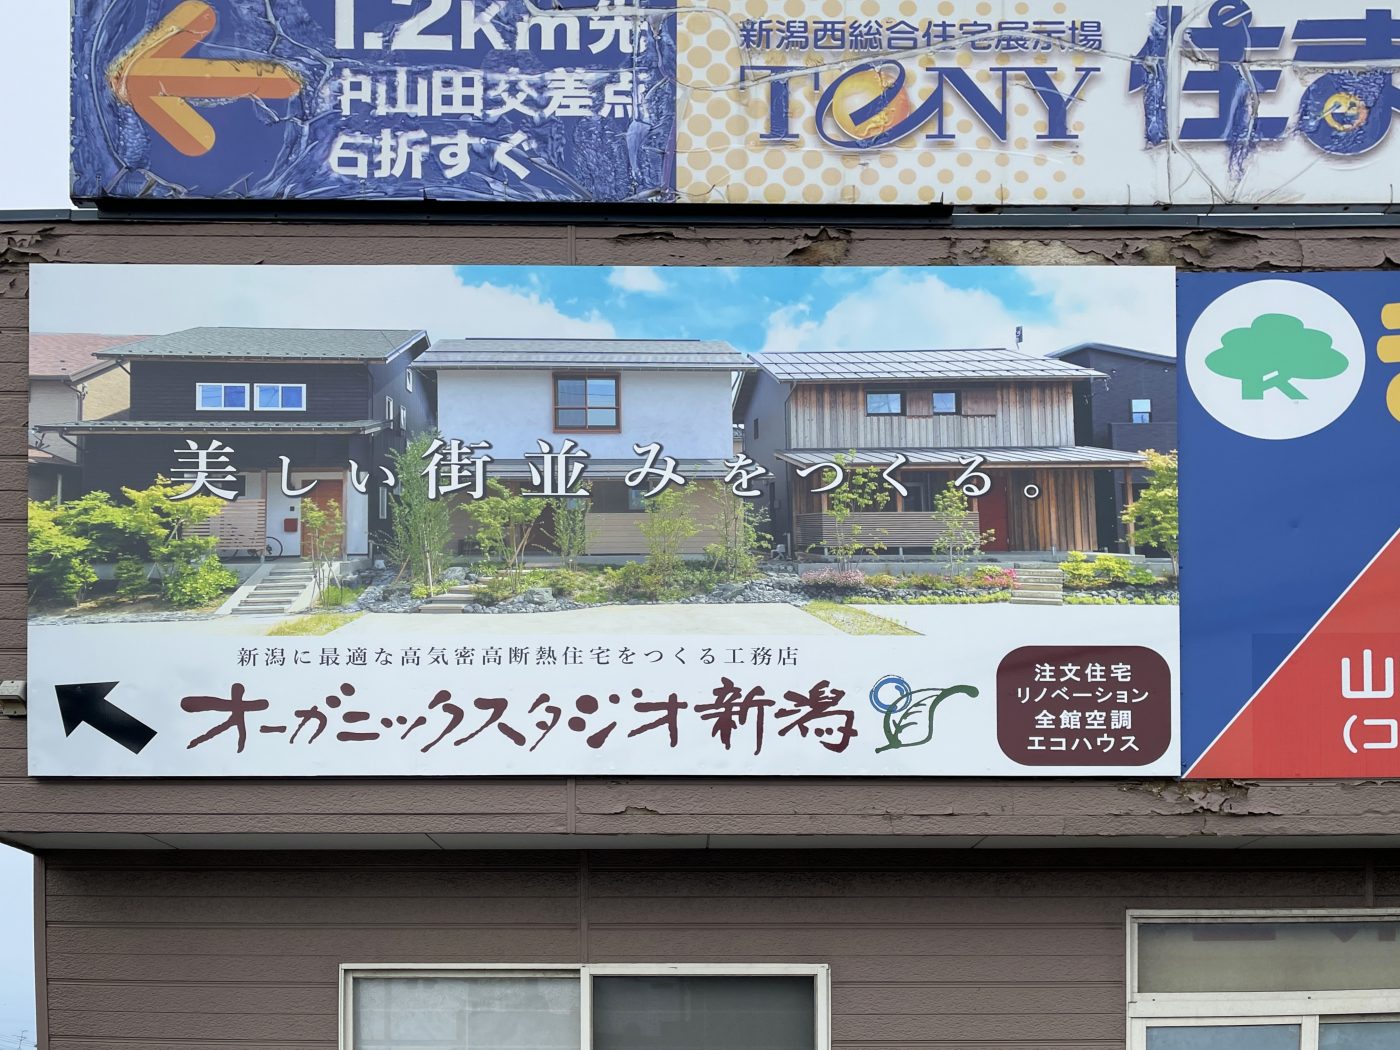 1.2Km先
内山田交差点
右折すぐ
新潟西総合住宅展示場
TONY
住ま
美しい街並みをつくる。
新潟に最適な高気密高断熱住宅をつくる工務店
オーガニックスタジオ新潟
注文住宅
リノベーション
全館空調
エコハウス
山
(コ